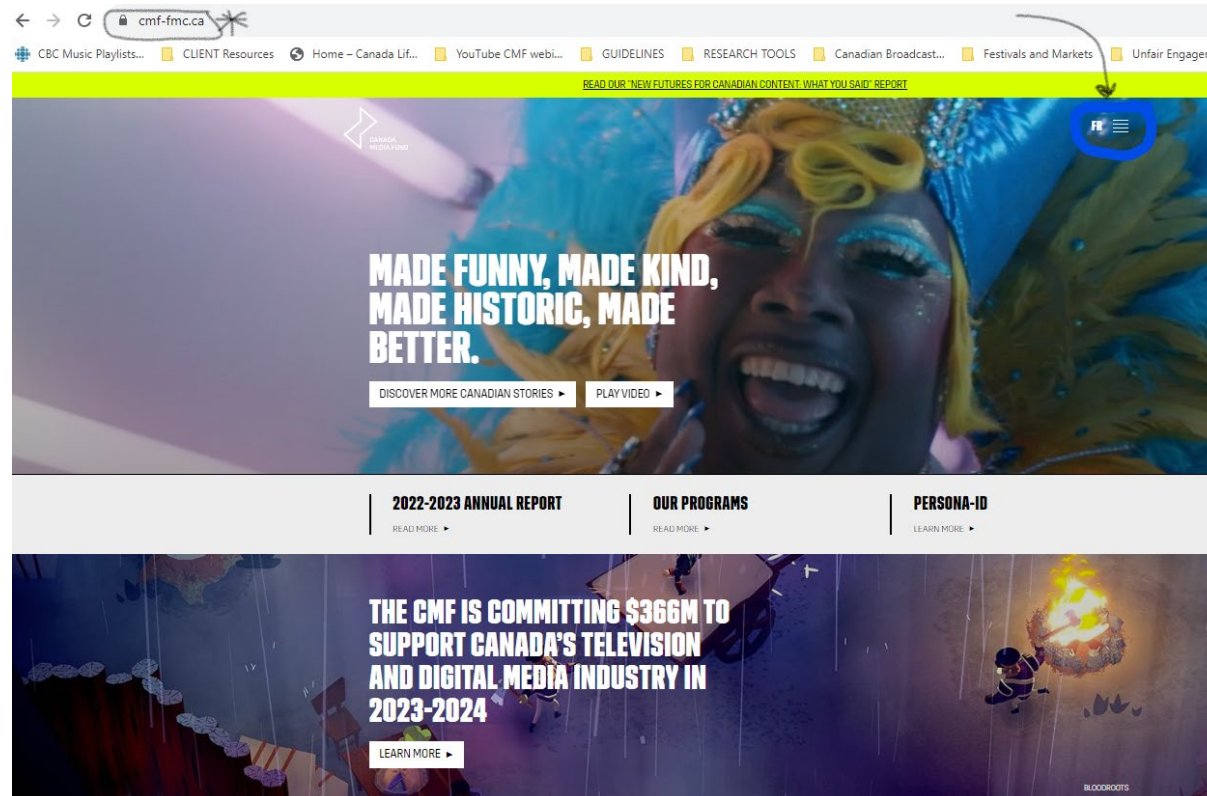 cmf-fmc.ca
CBC Music Playlists... CLIENT Resources Home – Canada Lif... YouTube CMF webi... GUIDELINES RESEARCH TOOLS Canadian Broadcast... Festivals and Markets Unfair Engager
READ OUR "NEW FUTURES FOR CANADIAN CONTENT: WHAT YOU SAID" REPORT
CANADA
MEDIA FUND
FR
MADE FUNNY, MADE KIND,
MADE HISTORIC, MADE
BETTER.
DISCOVER MORE CANADIAN STORIES ► PLAY VIDEO ►
2022-2023 ANNUAL REPORT OUR PROGRAMS PERSONA-ID
READ MORE ► READ MORE ► LEARN MORE ►
THE CMF IS COMMITTING $366M TO
SUPPORT CANADA'S TELEVISION
AND DIGITAL MEDIA INDUSTRY IN
2023-2024
LEARN MORE ►
BLOODROOTS